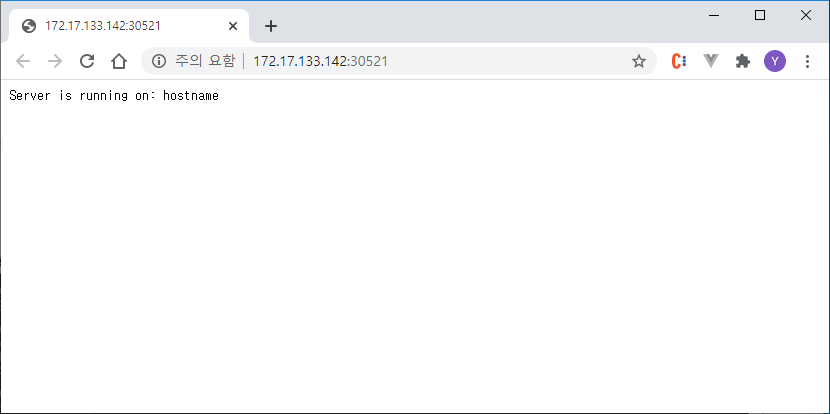 172.17.133.142:30521
주의 요함 172.17.133.142:30521
Y
Server is running on: hostname